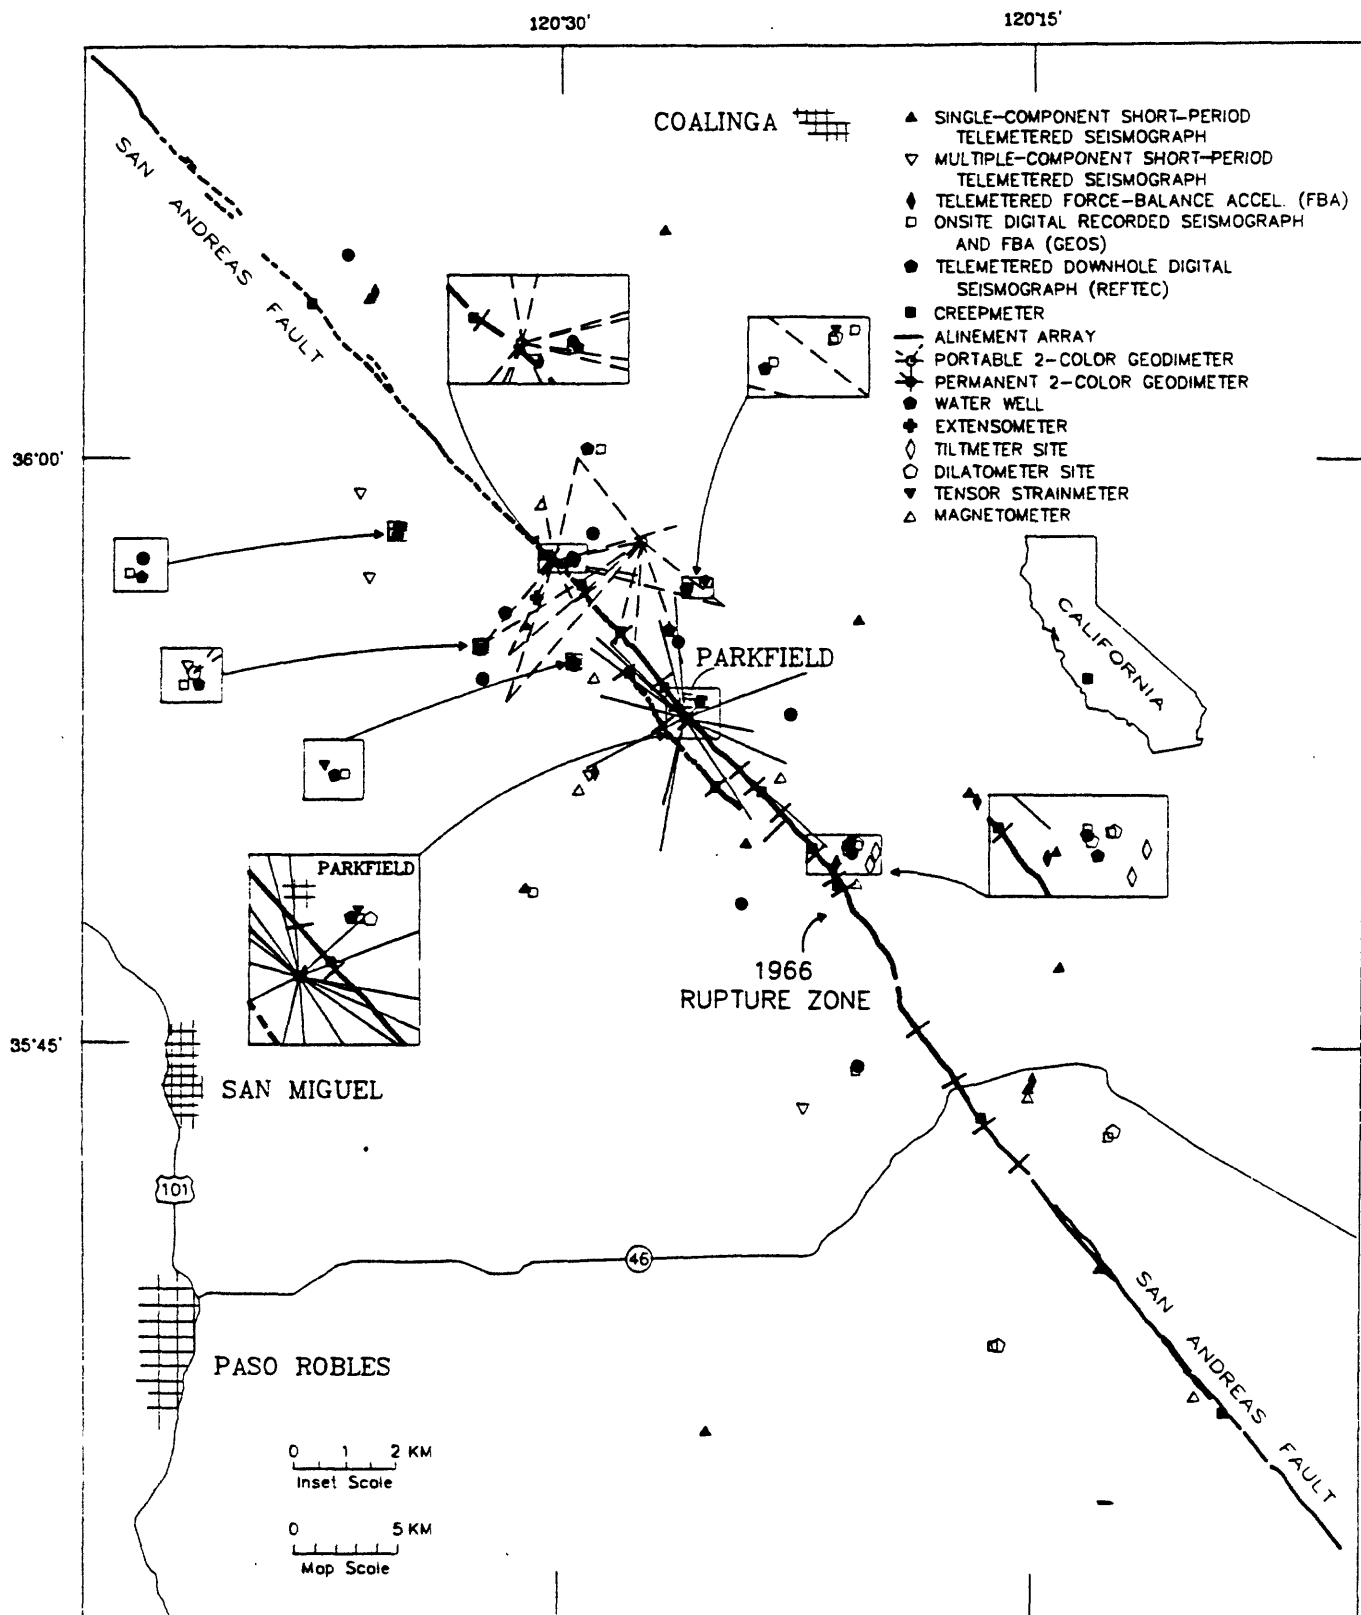 120°30'
120°15'
COALINGA
▲ SINGLE-COMPONENT SHORT-PERIOD
TELEMETERED SEISMOGRAPH
▽ MULTIPLE-COMPONENT SHORT-PERIOD
TELEMETERED SEISMOGRAPH
TELEMETERED FORCE-BALANCE ACCEL. (FBA)
ONSITE DIGITAL RECORDED SEISMOGRAPH
AND FBA (GEOS)
TELEMETERED DOWNHOLE DIGITAL
SEISMOGRAPH (REFTEC)
CREEPMETER
ALINEMENT ARRAY
PORTABLE 2-COLOR GEODIMETER
PERMANENT 2-COLOR GEODIMETER
WATER WELL
EXTENSOMETER
TILTMETER SITE
DILATOMETER SITE
TENSOR STRAINMETER
MAGNETOMETER
SAN ANDREAS FAULT
36°00'
CALIFORNIA
PARKFIELD
PARKFIELD
1966
RUPTURE ZONE
35°45'
SAN MIGUEL
101
46
PASO ROBLES
SAN ANDREAS FAULT
0 1 2 KM
Inset Scale
0 5 KM
Map Scale